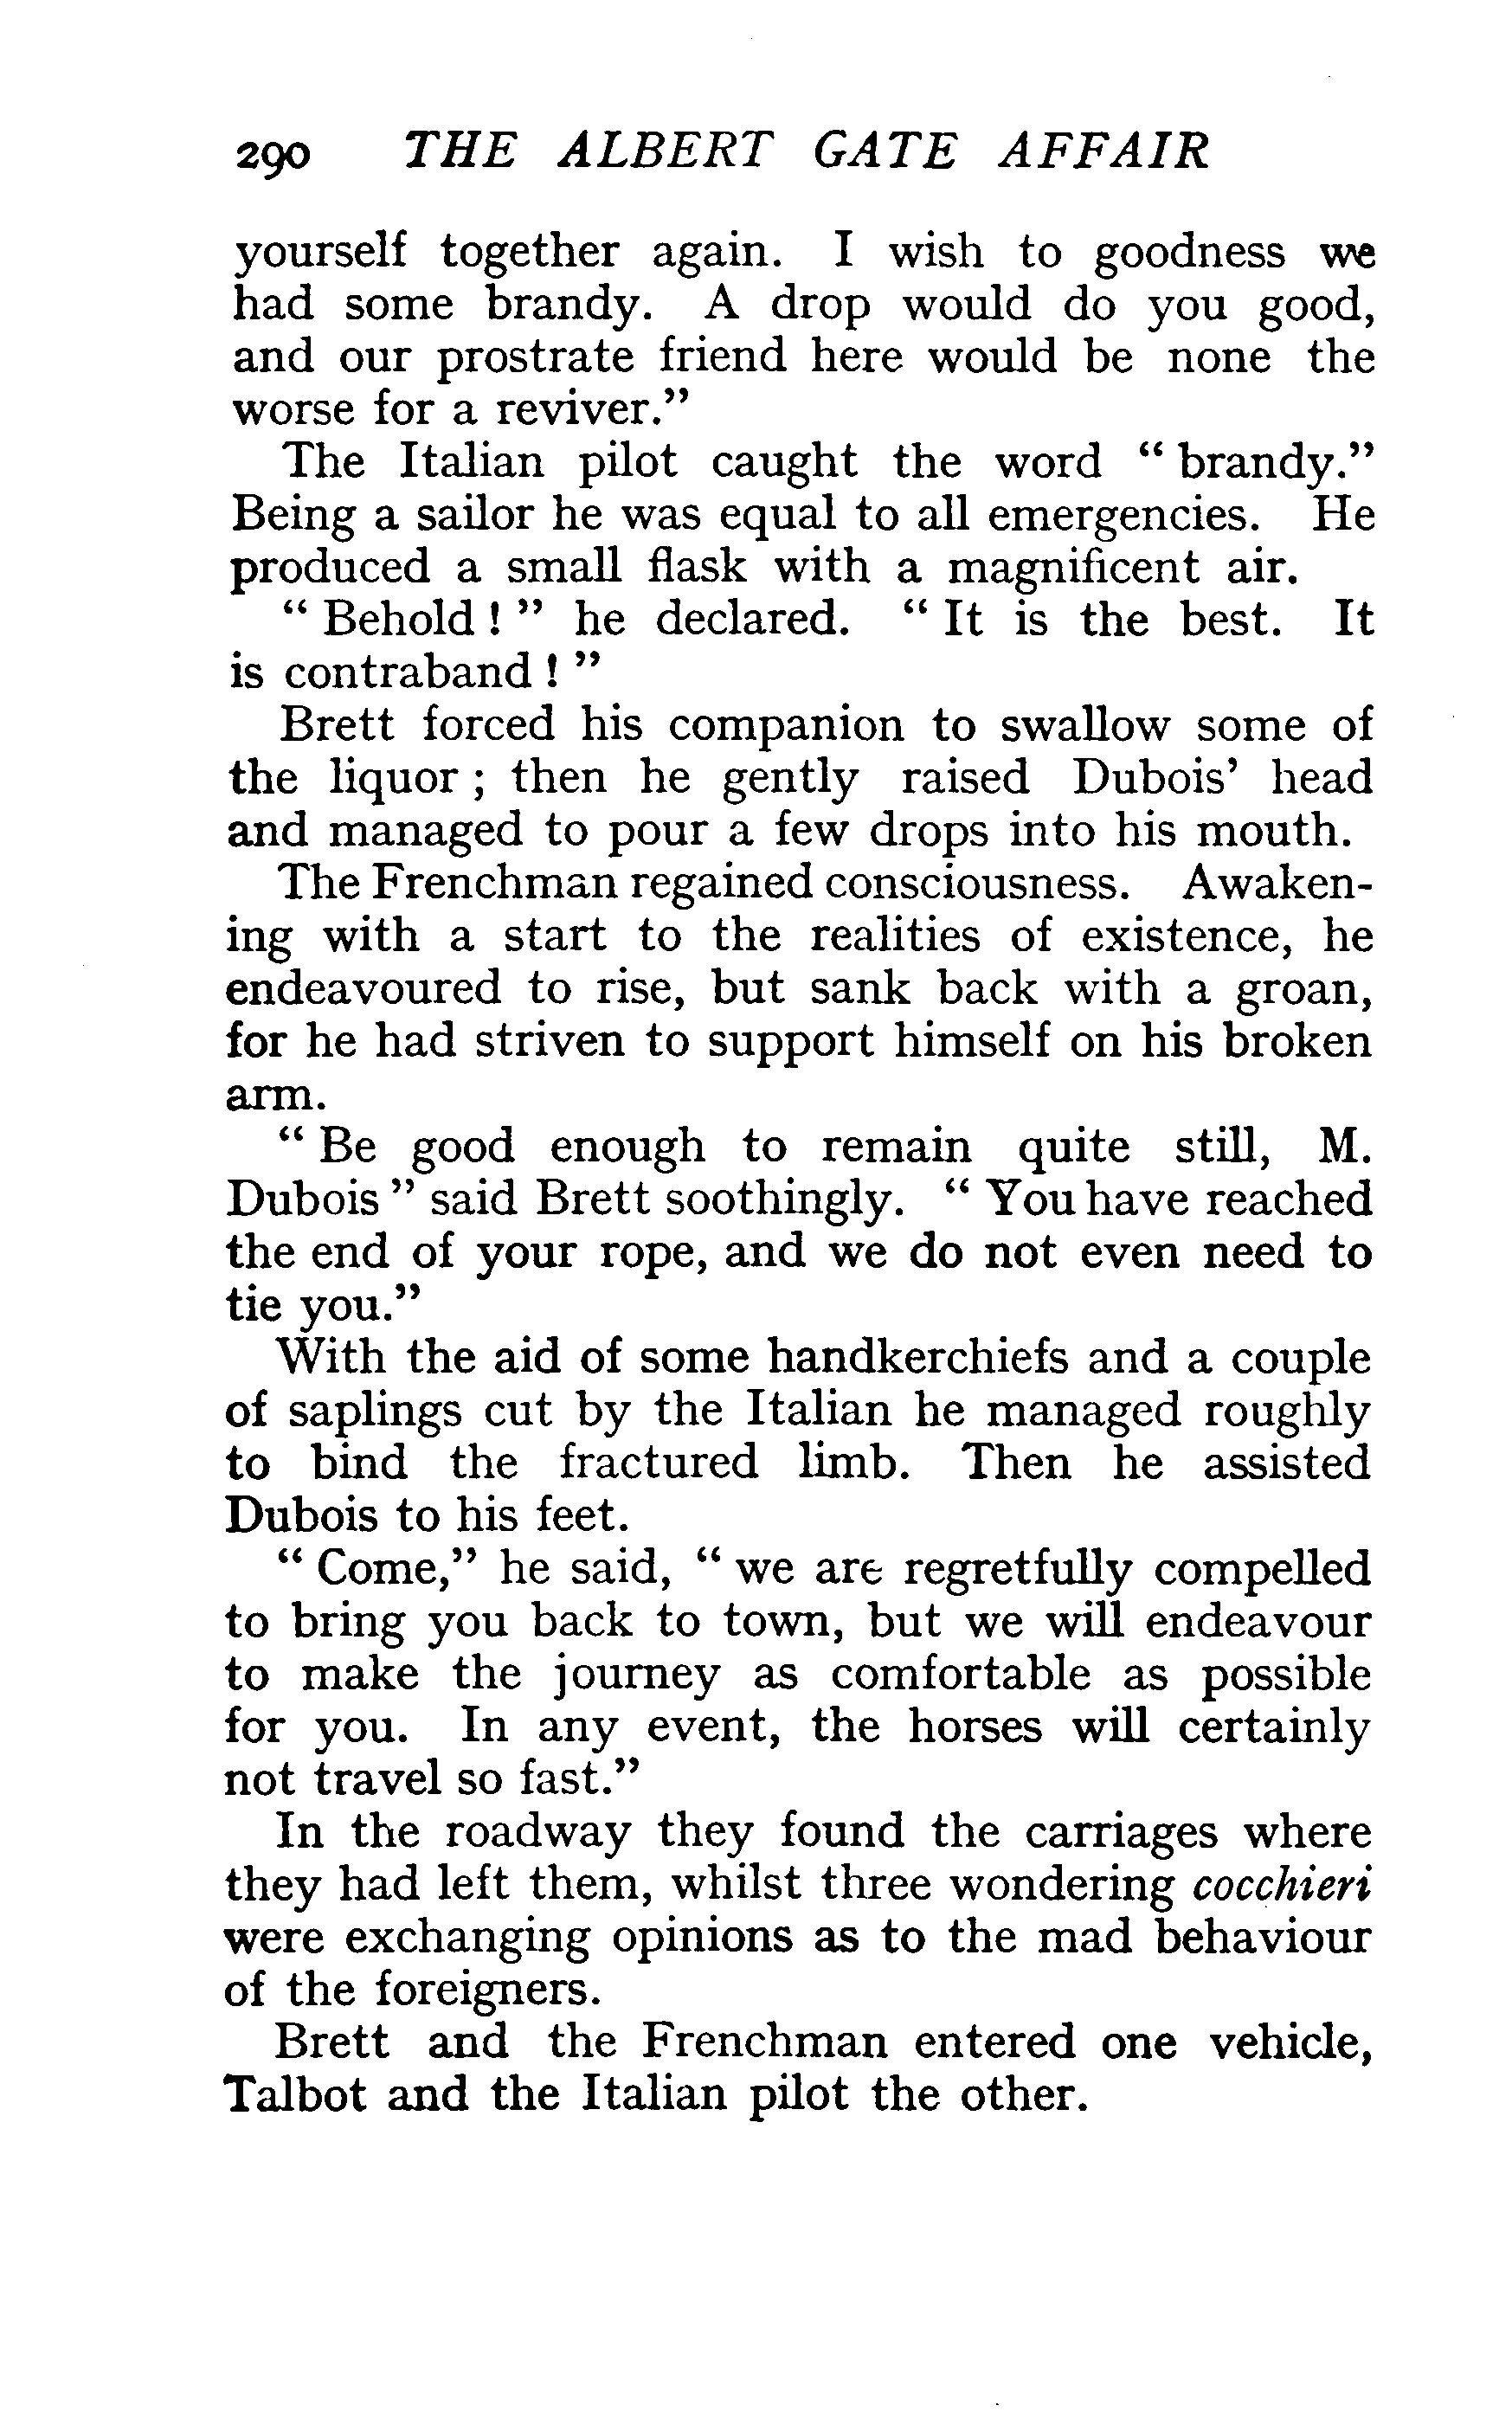 290 THE ALBERT GATE AFFAIR
yourself together again. I wish to goodness we
had some brandy. A drop would do you good,
and our prostrate friend here would be none the
worse for a reviver.”
The Italian pilot caught the word “ brandy.”
Being a sailor he was equal to all emergencies. He
produced a small flask with a magnificent air.
“ Behold ! ” he declared. “ It is the best. It
is contraband ! ”
Brett forced his companion to swallow some of
the liquor ; then he gently raised Dubois’ head
and managed to pour a few drops into his mouth.
The Frenchman regained consciousness. Awaken-
ing with a start to the realities of existence, he
endeavoured to rise, but sank back with a groan,
for he had striven to support himself on his broken
arm.
“ Be good enough to remain quite still, M.
Dubois ” said Brett soothingly. “ You have reached
the end of your rope, and we do not even need to
tie you.”
With the aid of some handkerchiefs and a couple
of saplings cut by the Italian he managed roughly
to bind the fractured limb. Then he assisted
Dubois to his feet.
“ Come,” he said, “ we are regretfully compelled
to bring you back to town, but we will endeavour
to make the journey as comfortable as possible
for you. In any event, the horses will certainly
not travel so fast.”
In the roadway they found the carriages where
they had left them, whilst three wondering cocchieri
were exchanging opinions as to the mad behaviour
of the foreigners.
Brett and the Frenchman entered one vehicle,
Talbot and the Italian pilot the other.